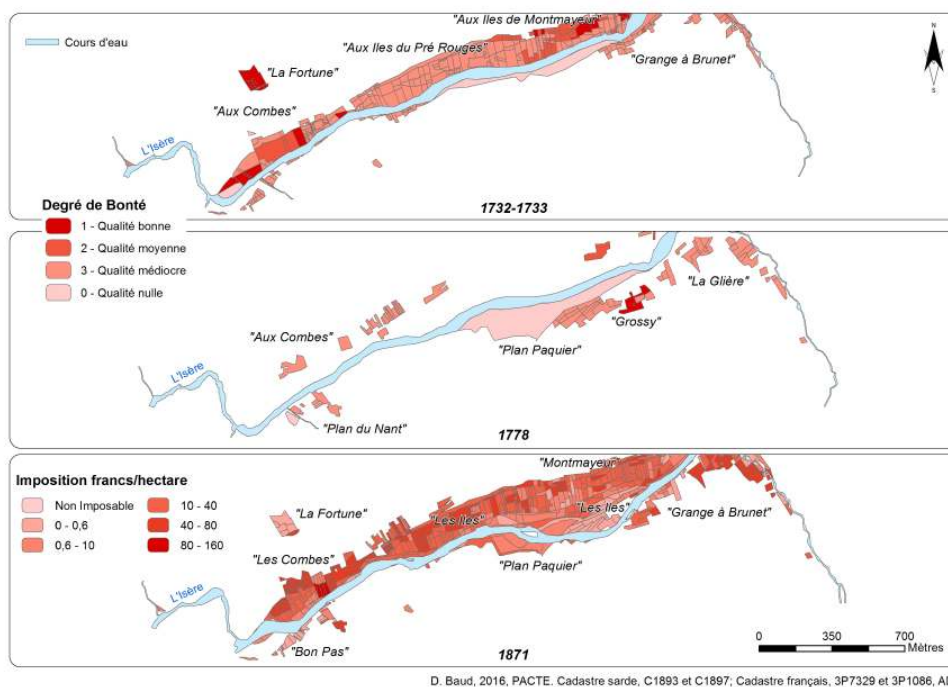 "Aux Iles de Montmayeur"
N
Cours d'eau
"Aux Iles du Pré Rouges"
"Grange à Brunet"
"La Fortune"
S
"Aux Combes"
L'Isère
Degré de Bonté
1732-1733
1 - Qualité bonne
2 - Qualité moyenne
3 - Qualité médiocre
0 - Qualité nulle
"La Glière"
"Grossy"
"Aux Combes"
"Plan Paquier"
L'Isère
"Plan du Nant"
1778
Imposition francs/hectare
"Montmayeur"
Non Imposable
10 - 40
0 - 0,6
40 - 80
0,6 - 10
80 - 160
"La Fortune"
"Les Iles"
"Les Iles"
"Grange à Brunet"
"Les Combes"
"Plan Paquier"
L'Isère
"Bon Pas"
0 350 700
Mètres
1871
D. Baud, 2016, PACTE. Cadastre sarde, C1893 et C1897; Cadastre français, 3P7329 et 3P1086,